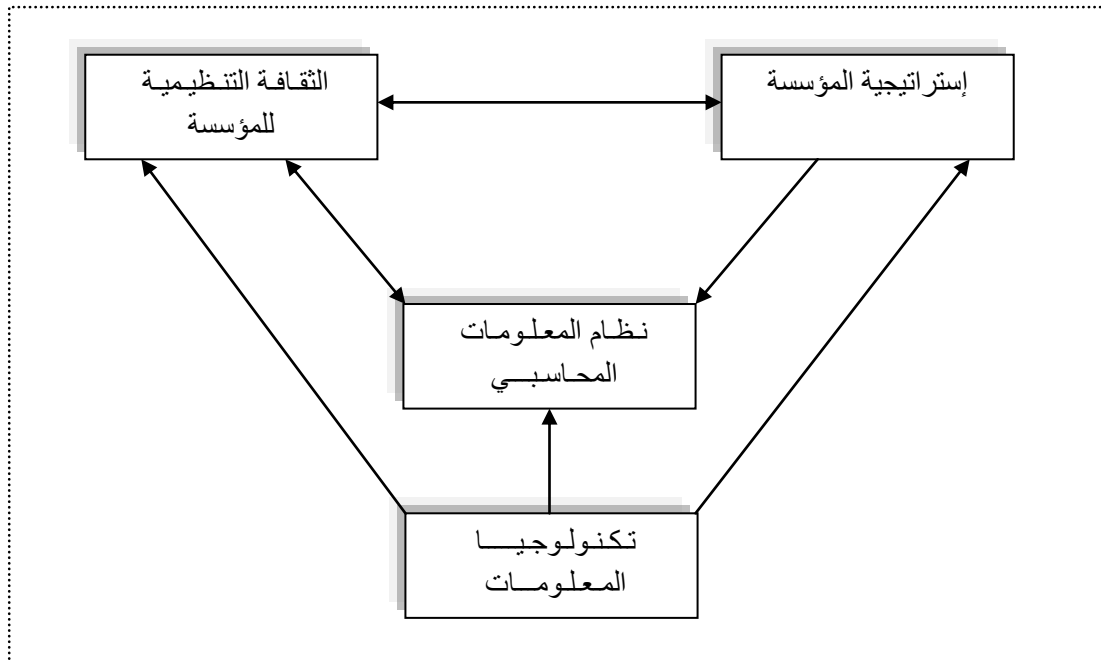 إستراتيجية المؤسسة
الثقافة التنظيمية
للمؤسسة
نظام المعلومات
المحاسبي
تكنولوجيا
المعلومات